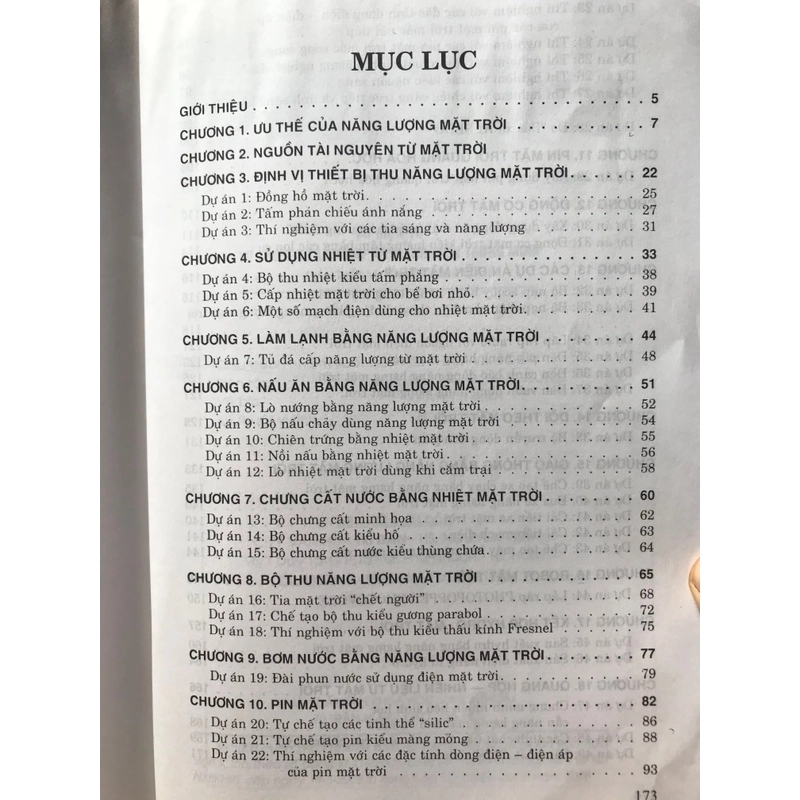 MỤC LỤC
GIỚI THIỆU . . . . . . . . . . . . . . . . . . . . 5
CHƯƠNG 1. ƯU THẾ CỦA NĂNG LƯỢNG MẶT TRỜI . . . . . . . . . . . 7
CHƯƠNG 2. NGUỒN TÀI NGUYÊN TỪ MẶT TRỜI
CHƯƠNG 3. ĐỊNH VỊ THIẾT BỊ THU NĂNG LƯỢNG MẶT TRỜI . . . . . . . 22
Dự án 1: Đồng hồ mặt trời . . . . . . . . . . 25
Dự án 2: Tấm phản chiếu ánh nắng . . . . . . . . . . 27
Dự án 3: Thí nghiệm với các tia sáng và năng lượng . . . . . . . 31
CHƯƠNG 4. SỬ DỤNG NHIỆT TỪ MẶT TRỜI . . . . . . . . . . 33
Dự án 4: Bộ thu nhiệt kiểu tấm phẳng . . . . . . . . . . 38
Dự án 5: Cấp nhiệt mặt trời cho bể bơi nhỏ . . . . . . . . . . 39
Dự án 6: Một số mạch điện dùng cho nhiệt mặt trời . . . . . . . 41
CHƯƠNG 5. LÀM LẠNH BẰNG NĂNG LƯỢNG MẶT TRỜI . . . . . . . . 44
Dự án 7: Tủ đá cấp năng lượng từ mặt trời . . . . . . . . . . 48
CHƯƠNG 6. NẤU ĂN BẰNG NĂNG LƯỢNG MẶT TRỜI . . . . . . . . . . 51
Dự án 8: Lò nướng bằng năng lượng mặt trời . . . . . . . . . . 52
Dự án 9: Bộ nấu chảy dùng năng lượng mặt trời . . . . . . . . 54
Dự án 10: Chiên trứng bằng nhiệt mặt trời . . . . . . . . . . 55
Dự án 11: Nồi nấu bằng nhiệt mặt trời . . . . . . . . . . 56
Dự án 12: Lò nhiệt mặt trời dùng khi cắm trại . . . . . . . . 58
CHƯƠNG 7. CHƯNG CẤT NƯỚC BẰNG NHIỆT MẶT TRỜI . . . . . . . . 60
Dự án 13: Bộ chưng cất minh họa . . . . . . . . . . 62
Dự án 14: Bộ chưng cất kiểu hố . . . . . . . . . . 63
Dự án 15: Bộ chưng cất nước kiểu thùng chứa . . . . . . . . . . 64
CHƯƠNG 8. BỘ THU NĂNG LƯỢNG MẶT TRỜI . . . . . . . . . . 65
Dự án 16: Tia mặt trời “chết người” . . . . . . . . . . 68
Dự án 17: Chế tạo bộ thu kiểu gương parabol . . . . . . . . . . 72
Dự án 18: Thí nghiệm với bộ thu kiểu thấu kính Fresnel . . . . . 75
CHƯƠNG 9. BƠM NƯỚC BẰNG NĂNG LƯỢNG MẶT TRỜI . . . . . . . . 77
Dự án 19: Đài phun nước sử dụng điện mặt trời . . . . . . . . 79
CHƯƠNG 10. PIN MẶT TRỜI . . . . . . . . . . 82
Dự án 20: Tự chế tạo các tinh thể “silic” . . . . . . . . . . 86
Dự án 21: Tự chế tạo pin kiểu màng mỏng . . . . . . . . . . 88
Dự án 22: Thí nghiệm với các đặc tính dòng điện – điện áp
của pin mặt trời . . . . . . . . . . 93
173